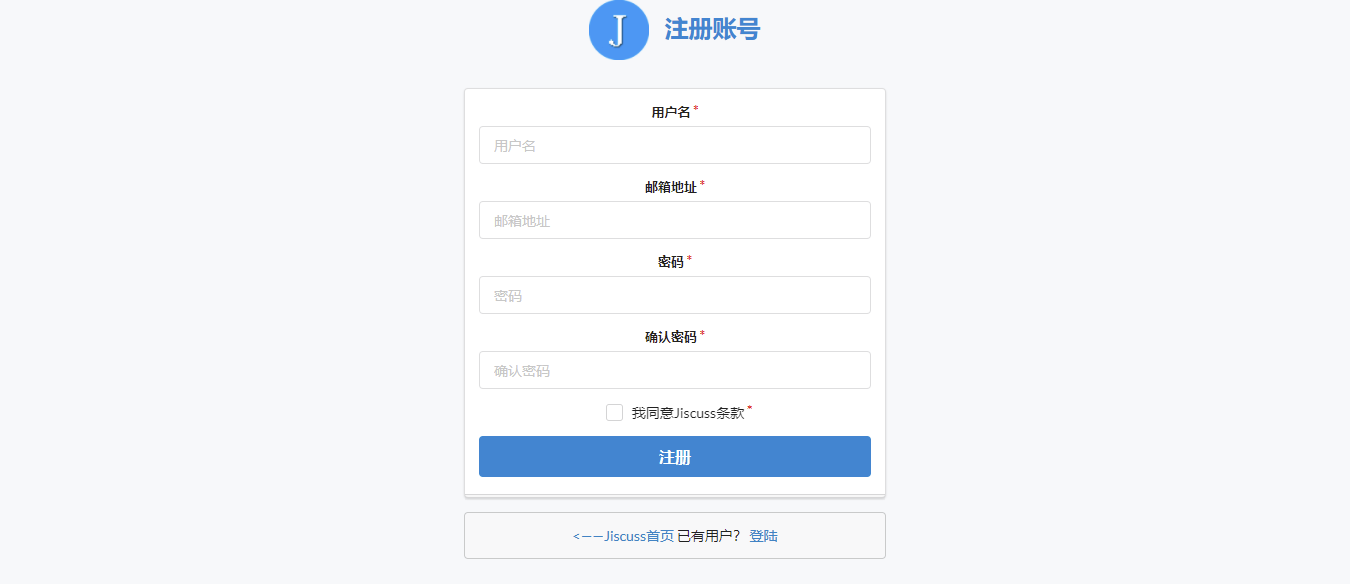 J 注册账号
用户名 *
用户名
邮箱地址 *
邮箱地址
密码 *
密码
确认密码 *
确认密码
我同意Jiscuss条款 *
注册
<——Jiscuss首页 已有用户? 登陆